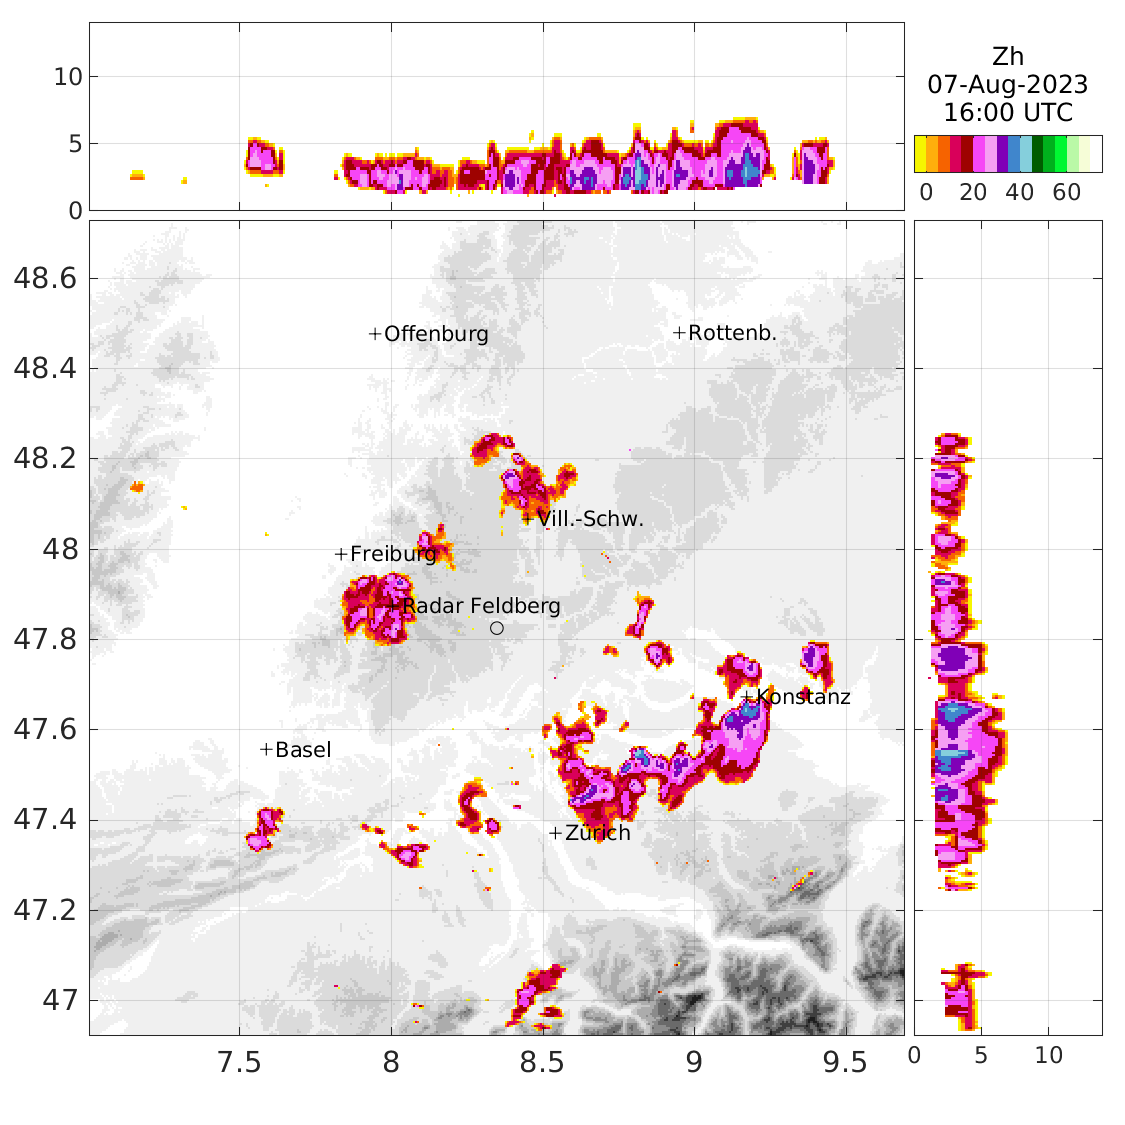 10
5
0
Zh
07-Aug-2023
16:00 UTC
0 20 40 60
48.6
48.4
48.2
48
47.8
47.6
47.4
47.2
47
+Offenburg
+Rottenb.
+Vill.-Schw.
+Freiburg
+Radar Feldberg
+Konstanz
+Basel
+Zürich
7.5 8 8.5 9 9.5
0 5 10